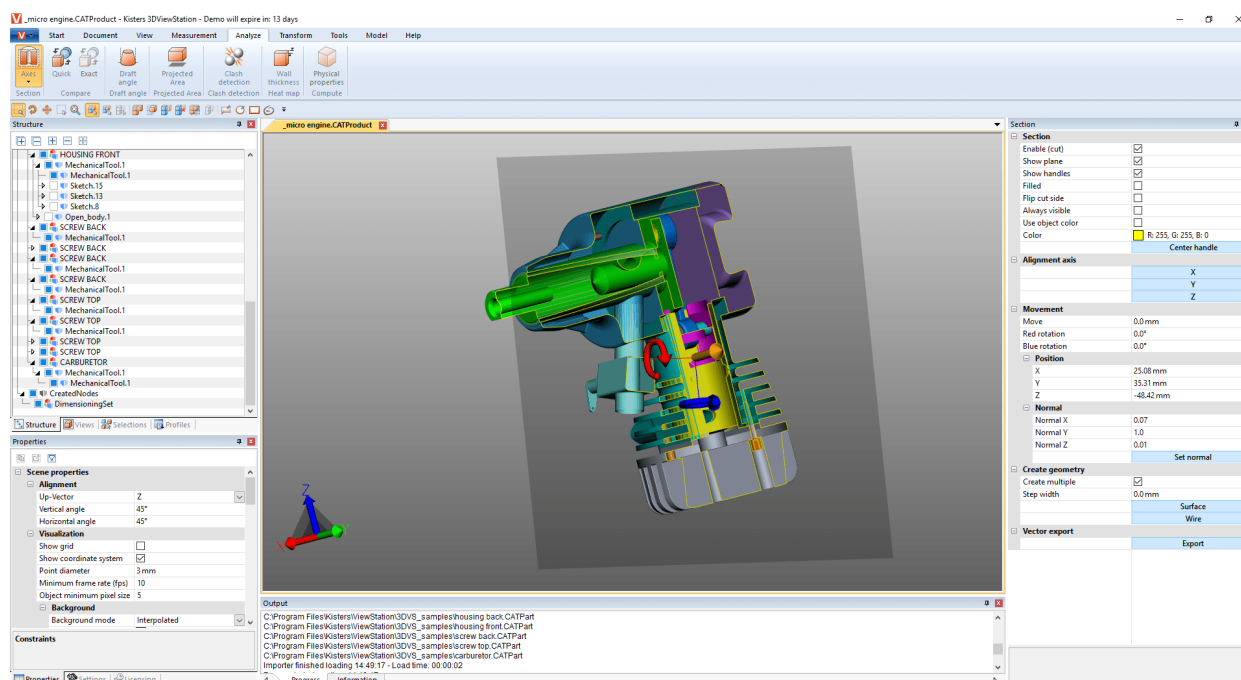 _micro engine.CATProduct - Kisters 3DViewStation - Demo will expire in: 13 days
Start Document View Measurement Analyze Transform Tools Model Help
Axes Quick Exact Draft angle Projected Area Clash detection Wall thickness Physical properties
Section Compare Draft angle Projected Area Clash detection Heat map Compute
Structure
_micro engine.CATProduct
HOUSING FRONT
MechanicalTool.1
MechanicalTool.1
Sketch.15
Sketch.13
Sketch.8
Open_body.1
SCREW BACK
MechanicalTool.1
SCREW BACK
SCREW BACK
MechanicalTool.1
SCREW BACK
MechanicalTool.1
SCREW TOP
MechanicalTool.1
SCREW TOP
MechanicalTool.1
SCREW TOP
SCREW TOP
CARBURETOR
MechanicalTool.1
MechanicalTool.1
CreatedNodes
DimensioningSet
Structure Views Selections Profiles
Properties
Scene properties
Alignment
Up-Vector Z
Vertical angle 45°
Horizontal angle 45°
Visualization
Show grid
Show coordinate system
Point diameter 3 mm
Minimum frame rate (fps) 10
Object minimum pixel size 5
Background
Background mode Interpolated
Constraints
Properties Settings Licensing
Z
X
Output
C:\Program Files\Kisters\ViewStation\3DVS_samples\housing back.CATPart
C:\Program Files\Kisters\ViewStation\3DVS_samples\housing front.CATPart
C:\Program Files\Kisters\ViewStation\3DVS_samples\screw back.CATPart
C:\Program Files\Kisters\ViewStation\3DVS_samples\screw top.CATPart
C:\Program Files\Kisters\ViewStation\3DVS_samples\carburetor.CATPart
Importer finished loading 14:49:17 - Load time: 00:00:02
Progress Information
Section
Section
Enable (cut)
Show plane
Show handles
Filled
Flip cut side
Always visible
Use object color
Color R: 255, G: 255, B: 0
Center handle
Alignment axis
X
Y
Z
Movement
Move 0.0 mm
Red rotation 0.0°
Blue rotation 0.0°
Position
X 25.08 mm
Y 35.31 mm
Z -48.42 mm
Normal
Normal X 0.07
Normal Y 1.0
Normal Z 0.01
Set normal
Create geometry
Create multiple
Step width 0.0 mm
Surface
Wire
Vector export
Export